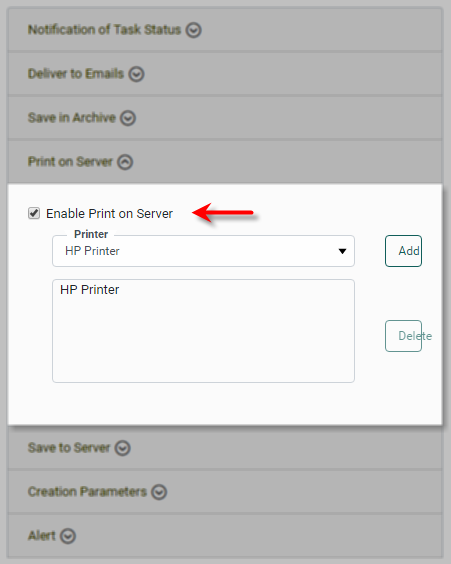 Notification of Task Status
Deliver to Emails
Save in Archive
Print on Server
Enable Print on Server
Printer
HP Printer
Add
HP Printer
Delete
Save to Server
Creation Parameters
Alert